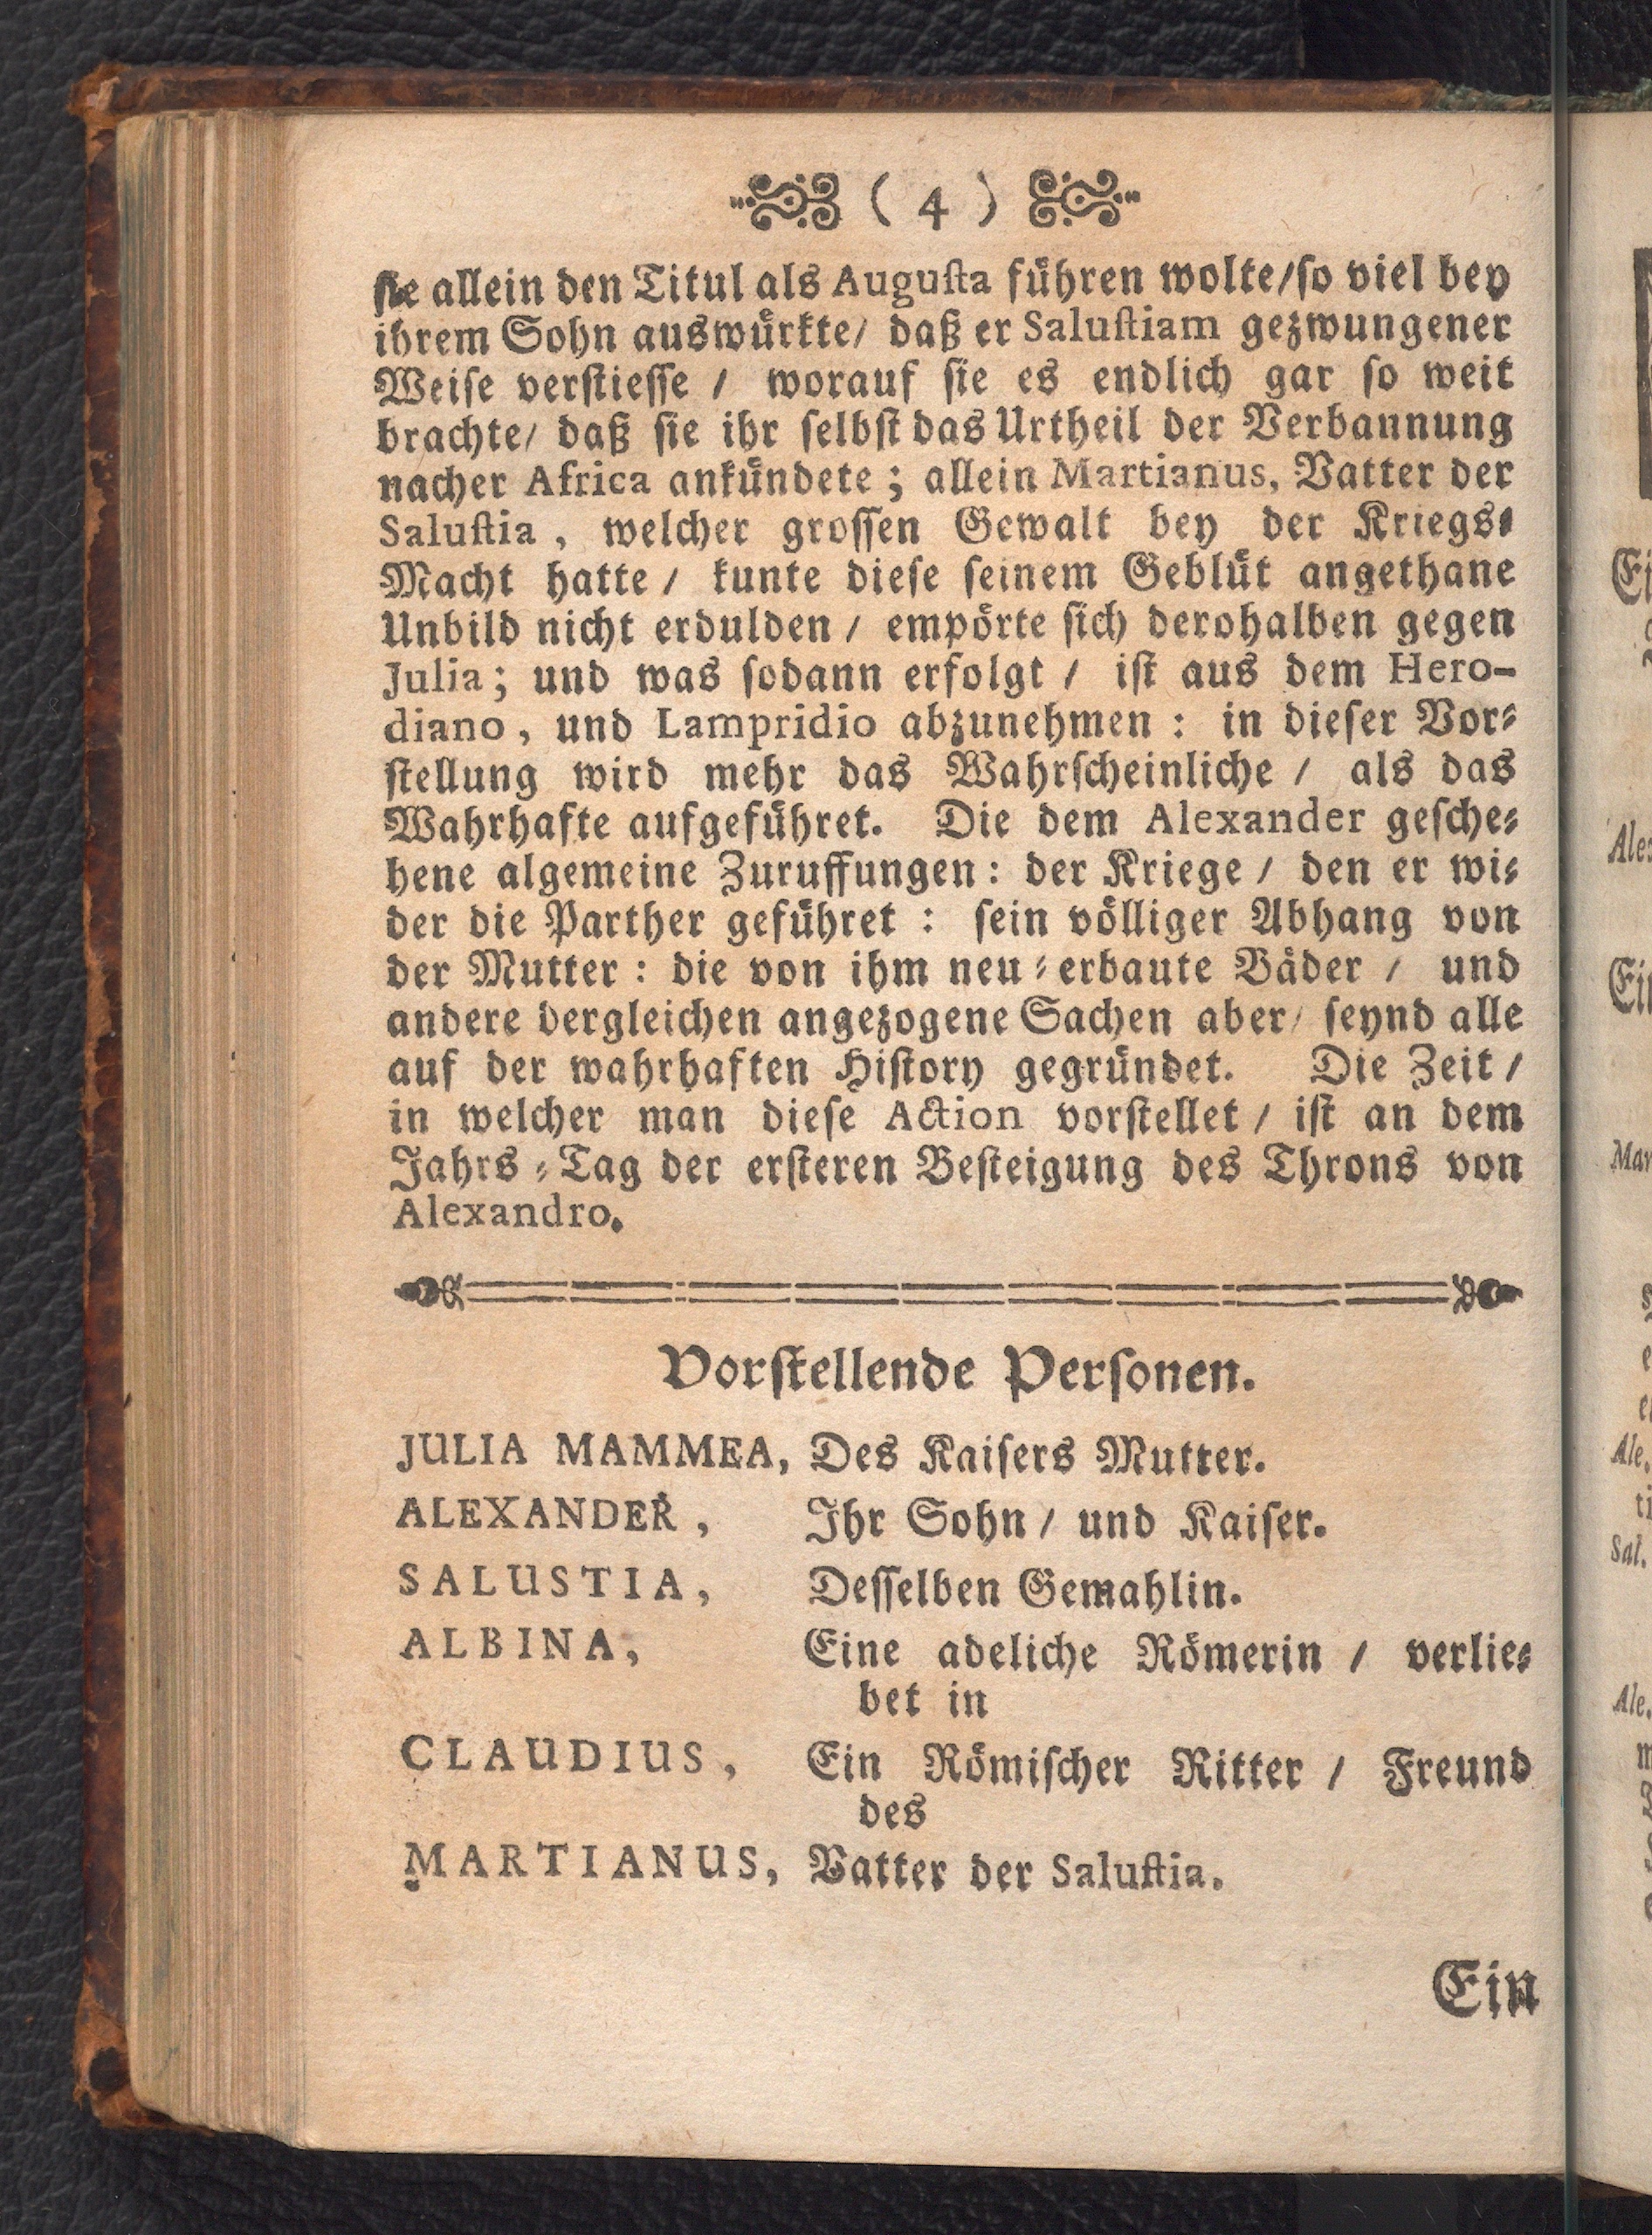 ( 4 )
sie allein den Titul als Augusta führen wolte/so viel bey
ihrem Sohn auswürkte/ daß er Salustiam gezwungener
Weise verstiesse / worauf sie es endlich gar so weit
brachte/ daß sie ihr selbst das Urtheil der Verbannung
nacher Africa ankündete ; allein Martianus, Vatter der
Salustia , welcher grossen Gewalt bey der Kriegs-
Macht hatte / kunte diese seinem Geblüt angethane
Unbild nicht erdulden / empörte sich derohalben gegen
Julia ; und was sodann erfolgt / ist aus dem Hero-
diano , und Lampridio abzunehmen : in dieser Vor-
stellung wird mehr das Wahrscheinliche / als das
Wahrhafte aufgeführet. Die dem Alexander gesche-
hene algemeine Zuruffungen : der Kriege / den er wi-
der die Parther geführet : sein völliger Abhang von
der Mutter : die von ihm neu-erbaute Bäder / und
andere dergleichen angezogene Sachen aber/ seynd alle
auf der wahrhaften History gegründet. Die Zeit /
in welcher man diese Action vorstellet / ist an dem
Jahrs-Tag der ersteren Besteigung des Throns von
Alexandro.
Vorstellende Personen.
JULIA MAMMEA, Des Kaisers Mutter.
ALEXANDER , Ihr Sohn / und Kaiser.
SALUSTIA, Desselben Gemahlin.
ALBINA, Eine adeliche Römerin / verlie-
bet in
CLAUDIUS, Ein Römischer Ritter / Freund
des
MARTIANUS, Vatter der Salustia.
Ein